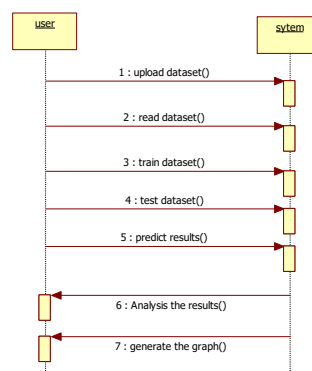 user
sytem
1 : upload dataset()
2 : read dataset()
3 : train dataset()
4 : test dataset()
5 : predict results()
6 : Analysis the results()
7 : generate the graph()